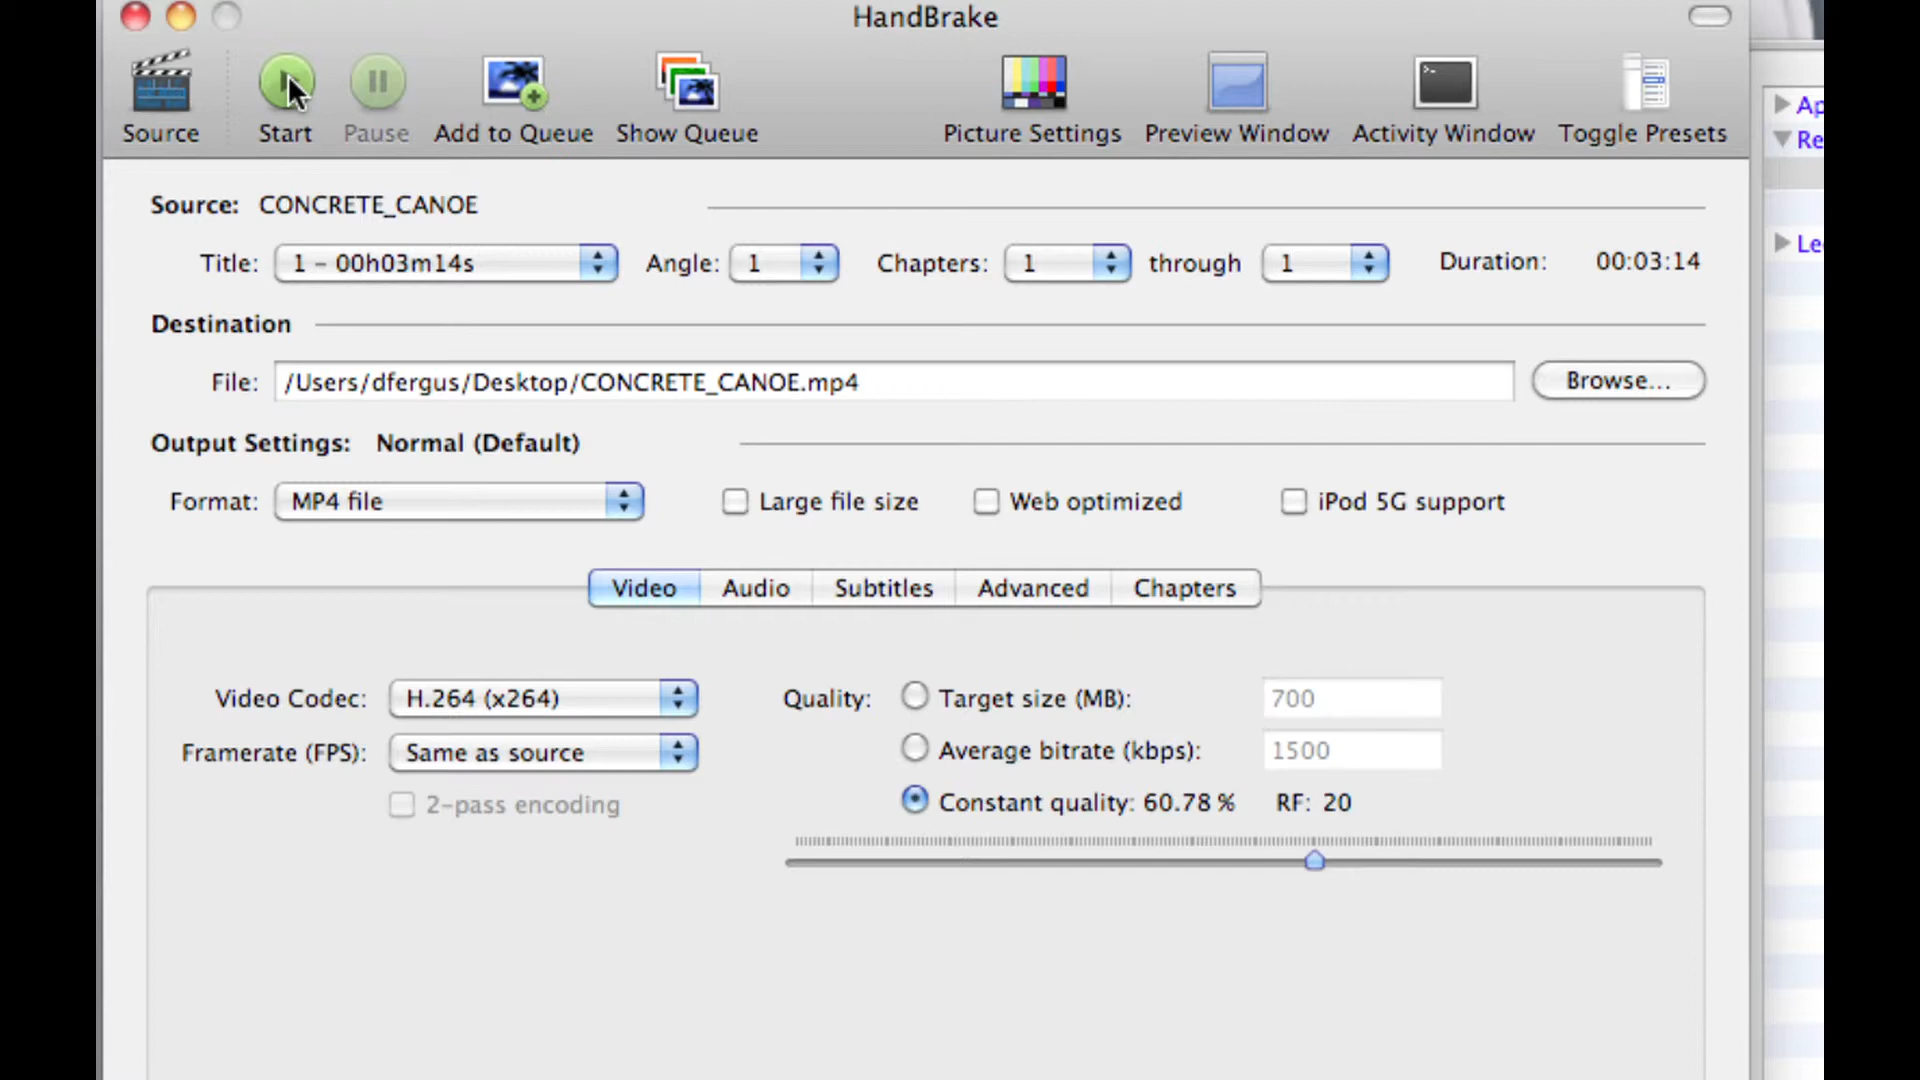 HandBrake
Source Start Pause Add to Queue Show Queue Picture Settings Preview Window Activity Window Toggle Presets
Source: CONCRETE_CANOE
Title: 1 - 00h03m14s Angle: 1 Chapters: 1 through 1 Duration: 00:03:14
Destination
File: /Users/dfergus/Desktop/CONCRETE_CANOE.mp4 Browse...
Output Settings: Normal (Default)
Format: MP4 file Large file size Web optimized iPod 5G support
Video Audio Subtitles Advanced Chapters
Video Codec: H.264 (x264) Quality: Target size (MB): 700
Framerate (FPS): Same as source Average bitrate (kbps): 1500
2-pass encoding Constant quality: 60.78 % RF: 20